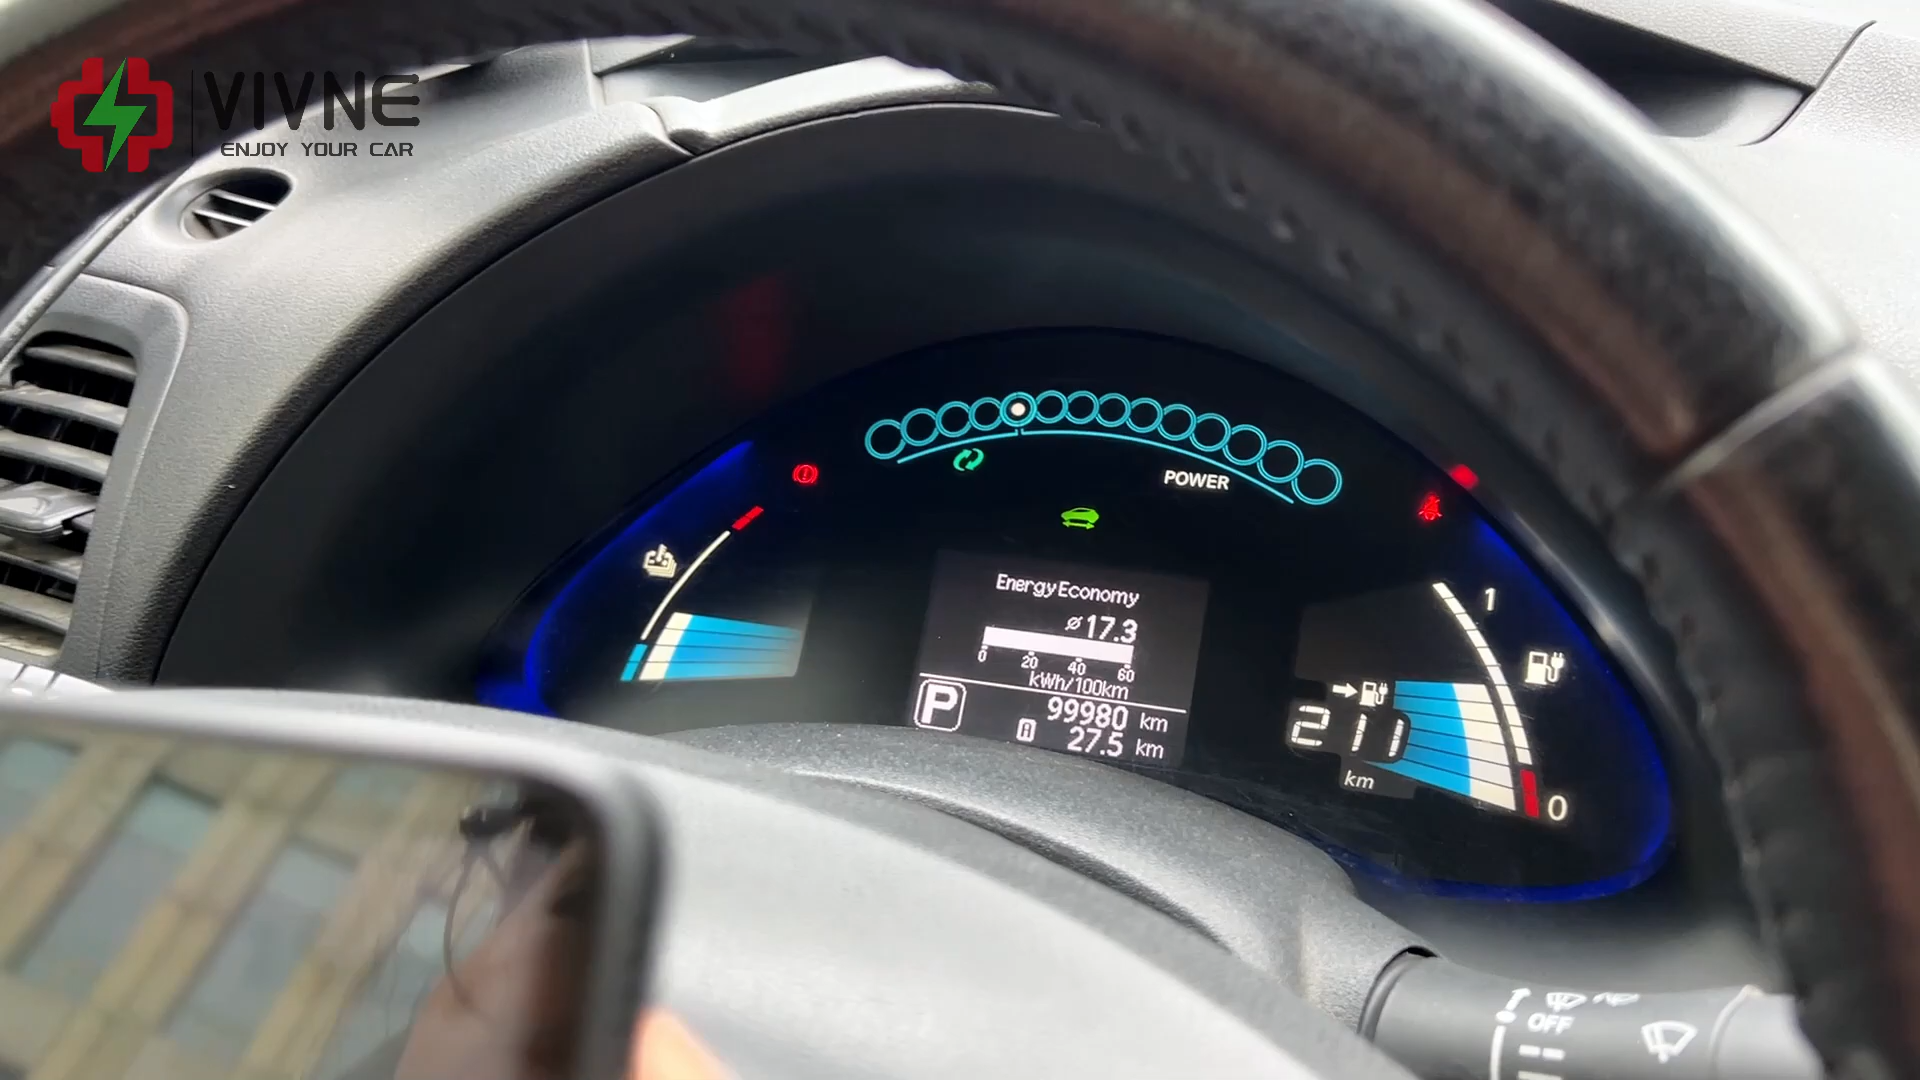 VIVNE
ENJOY YOUR CAR
POWER
Energy Economy
⌀17.3
0 20 40 60
kWh/100km
P
99980 km
A 27.5 km
1
211
km
0
OFF